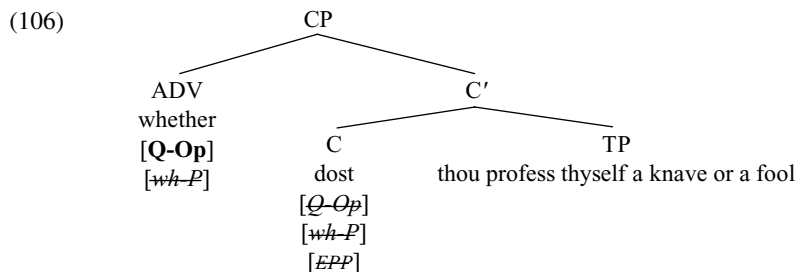 (106) CP
ADV C′
whether C TP
[Q-Op] dost thou profess thyself a knave or a fool
[wh-P] [Q-Op]
[wh-P]
[EPP]